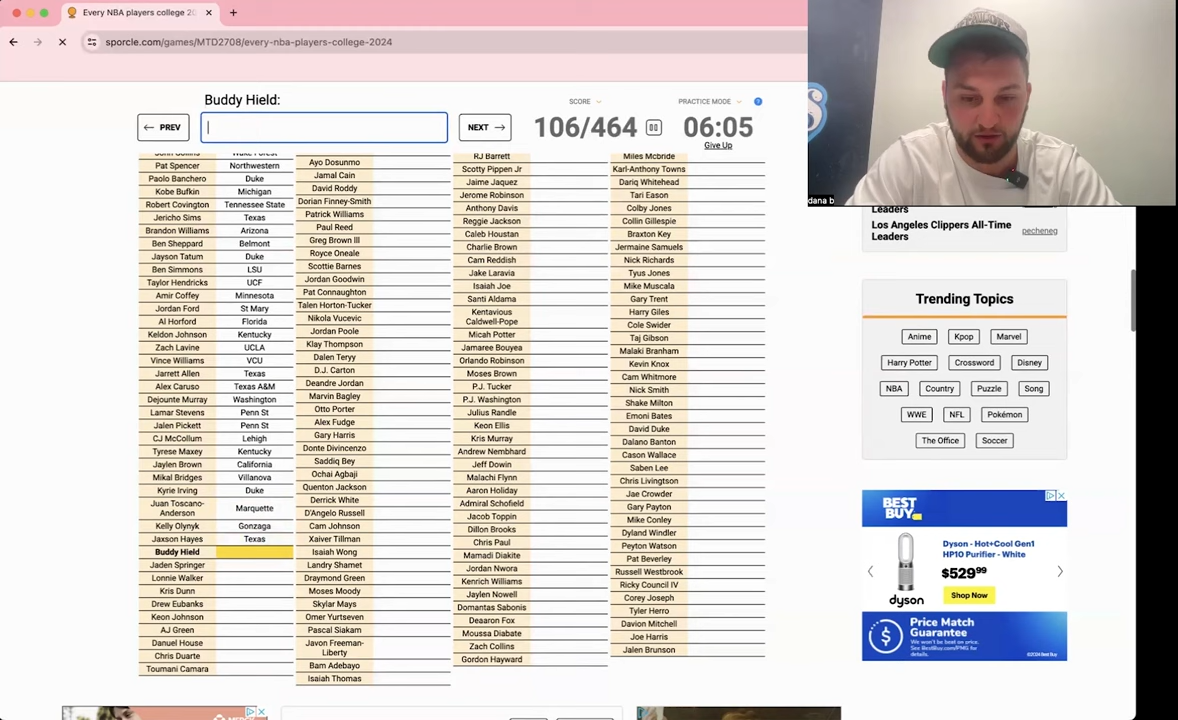 Every NBA players college 20
sporcle.com/games/MTD2708/every-nba-players-college-2024
Buddy Hield:
← PREV
NEXT →
SCORE
106/464
PRACTICE MODE
06:05
Give Up
Pat Spencer Northwestern
Paolo Banchero Duke
Kobe Bufkin Michigan
Robert Covington Tennessee State
Jericho Sims Texas
Brandon Williams Arizona
Ben Sheppard Belmont
Jayson Tatum Duke
Ben Simmons LSU
Taylor Hendricks UCF
Amir Coffey Minnesota
Jordan Ford St Mary
Al Horford Florida
Keldon Johnson Kentucky
Zach Lavine UCLA
Vince Williams VCU
Jarrett Allen Texas
Alex Caruso Texas A&M
Dejounte Murray Washington
Lamar Stevens Penn St
Jalen Pickett Penn St
CJ McCollum Lehigh
Tyrese Maxey Kentucky
Jaylen Brown California
Mikal Bridges Villanova
Kyrie Irving Duke
Juan Toscano-
Anderson Marquette
Kelly Olynyk Gonzaga
Jaxson Hayes Texas
Buddy Hield
Jaden Springer
Lonnie Walker
Kris Dunn
Drew Eubanks
Keon Johnson
AJ Green
Danuel House
Chris Duarte
Toumani Camara
Ayo Dosunmo
Jamal Cain
David Roddy
Dorian Finney-Smith
Patrick Williams
Paul Reed
Greg Brown III
Royce Oneale
Scottie Barnes
Jordan Goodwin
Pat Connaughton
Talen Horton-Tucker
Nikola Vucevic
Jordan Poole
Klay Thompson
Dalen Teryy
D.J. Carton
Deandre Jordan
Marvin Bagley
Otto Porter
Alex Fudge
Gary Harris
Donte Divincenzo
Saddiq Bey
Ochai Agbaji
Quenton Jackson
Derrick White
D'Angelo Russell
Cam Johnson
Xaiver Tillman
Isaiah Wong
Landry Shamet
Draymond Green
Moses Moody
Skylar Mays
Omer Yurtseven
Pascal Siakam
Javon Freeman-
Liberty
Bam Adebayo
Isaiah Thomas
RJ Barrett
Scotty Pippen Jr
Jaime Jaquez
Jerome Robinson
Anthony Davis
Reggie Jackson
Caleb Houstan
Charlie Brown
Cam Reddish
Jake Laravia
Isaiah Joe
Santi Aldama
Kentavious
Caldwell-Pope
Micah Potter
Jamaree Bouyea
Orlando Robinson
Moses Brown
P.J. Tucker
P.J. Washington
Julius Randle
Keon Ellis
Kris Murray
Andrew Nembhard
Jeff Dowin
Malachi Flynn
Aaron Holiday
Admiral Schofield
Jacob Toppin
Dillon Brooks
Chris Paul
Mamadi Diakite
Jordan Nwora
Kenrich Williams
Jaylen Nowell
Domantas Sabonis
Deaaron Fox
Moussa Diabate
Zach Collins
Gordon Hayward
Miles Mcbride
Karl-Anthony Towns
Dariq Whitehead
Tari Eason
Colby Jones
Collin Gillespie
Braxton Key
Jermaine Samuels
Nick Richards
Tyus Jones
Mike Muscala
Gary Trent
Harry Giles
Cole Swider
Taj Gibson
Malaki Branham
Kevin Knox
Cam Whitmore
Nick Smith
Shake Milton
Emoni Bates
David Duke
Dalano Banton
Cason Wallace
Saben Lee
Chris Livingtson
Jae Crowder
Gary Payton
Mike Conley
Dyland Windler
Peyton Watson
Pat Beverley
Russell Westbrook
Ricky Council IV
Corey Joseph
Tyler Herro
Davion Mitchell
Joe Harris
Jalen Brunson
dana b
Leaders
Los Angeles Clippers All-Time
Leaders
pecheneg
Trending Topics
Anime Kpop Marvel
Harry Potter Crossword Disney
NBA Country Puzzle Song
WWE NFL Pokémon
The Office Soccer
BEST
BUY
Dyson - Hot+Cool Gen1
HP10 Purifier - White
$529.99
dyson
Shop Now
Price Match
Guarantee
We won't be beat on price. See
BestBuy.com/PMG for
details.